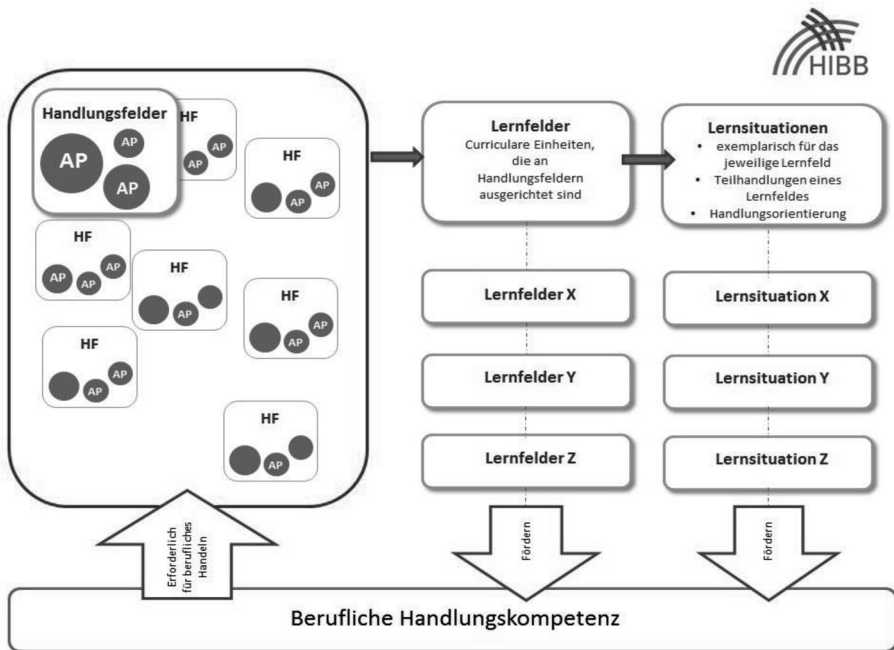 HIBB
Handlungsfelder
AP
AP
AP
HF
AP
AP
HF
AP
AP
HF
AP
AP
AP
HF
AP
HF
AP
AP
HF
AP
AP
HF
AP
Lernfelder
Curriculare Einheiten,
die an
Handlungsfeldern
ausgerichtet sind
Lernfelder X
Lernfelder Y
Lernfelder Z
Lernsituationen
• exemplarisch für das
jeweilige Lernfeld
• Teilhandlungen eines
Lernfeldes
• Handlungsorientierung
Lernsituation X
Lernsituation Y
Lernsituation Z
Erforderlich
für berufliches
Handeln
Fördern
Fördern
Berufliche Handlungskompetenz